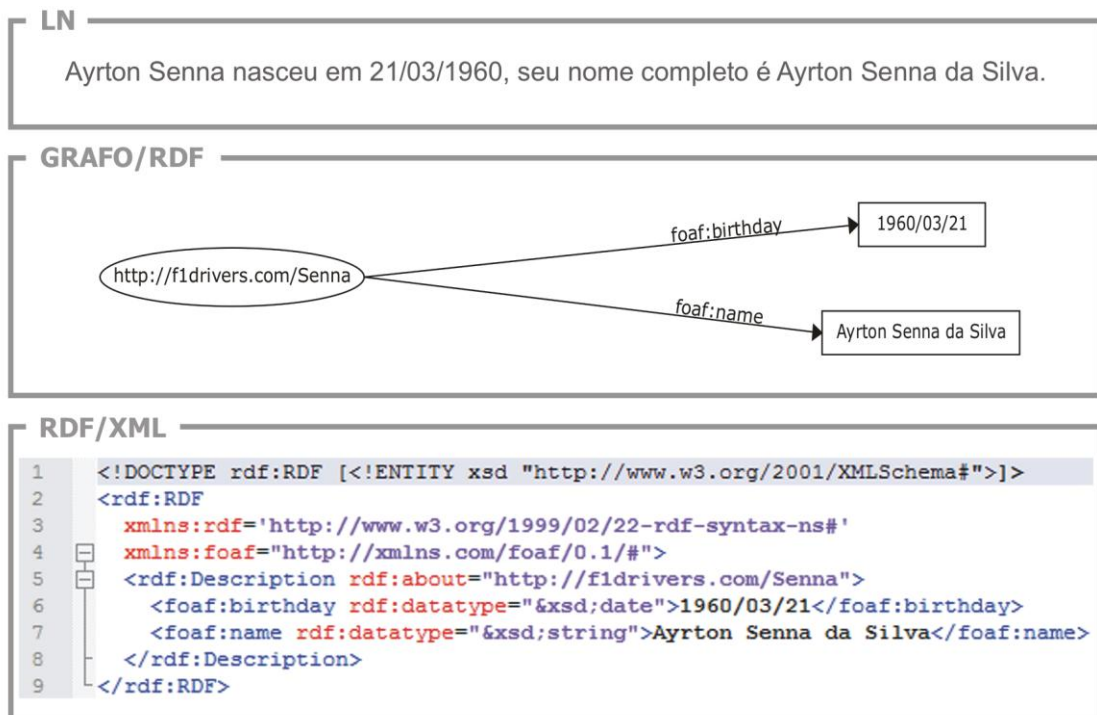 LN
Ayrton Senna nasceu em 21/03/1960, seu nome completo é Ayrton Senna da Silva.
GRAFO/RDF
http://f1drivers.com/Senna
foaf:birthday
1960/03/21
foaf:name
Ayrton Senna da Silva
RDF/XML
1 <!DOCTYPE rdf:RDF [<!ENTITY xsd "http://www.w3.org/2001/XMLSchema#">]>
2 <rdf:RDF
3 xmlns:rdf='http://www.w3.org/1999/02/22-rdf-syntax-ns#'
4 xmlns:foaf="http://xmlns.com/foaf/0.1/#">
5 <rdf:Description rdf:about="http://f1drivers.com/Senna">
6 <foaf:birthday rdf:datatype="&xsd;date">1960/03/21</foaf:birthday>
7 <foaf:name rdf:datatype="&xsd;string">Ayrton Senna da Silva</foaf:name>
8 </rdf:Description>
9 </rdf:RDF>